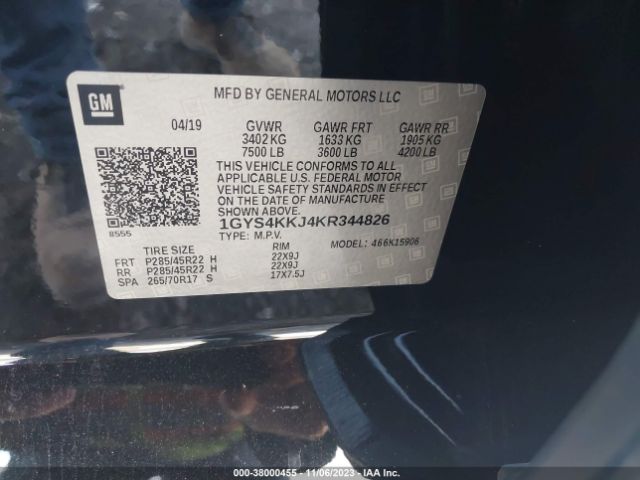 GM
MFD BY GENERAL MOTORS LLC
04/19 GVWR GAWR FRT GAWR RR
3402 KG 1633 KG 1905 KG
7500 LB 3600 LB 4200 LB
THIS VEHICLE CONFORMS TO ALL
APPLICABLE U.S. FEDERAL MOTOR
VEHICLE SAFETY STANDARDS IN EFFECT
ON THE DATE OF MANUFACTURE
SHOWN ABOVE.
8555 1GYS4KKJ4KR344826
TYPE: M.P.V. MODEL: 466K15906
TIRE SIZE RIM
FRT P285/45R22 H 22X9J
RR P285/45R22 H 22X9J
SPA 265/70R17 S 17X7.5J
000-38000455 - 11/06/2023 - IAA Inc.